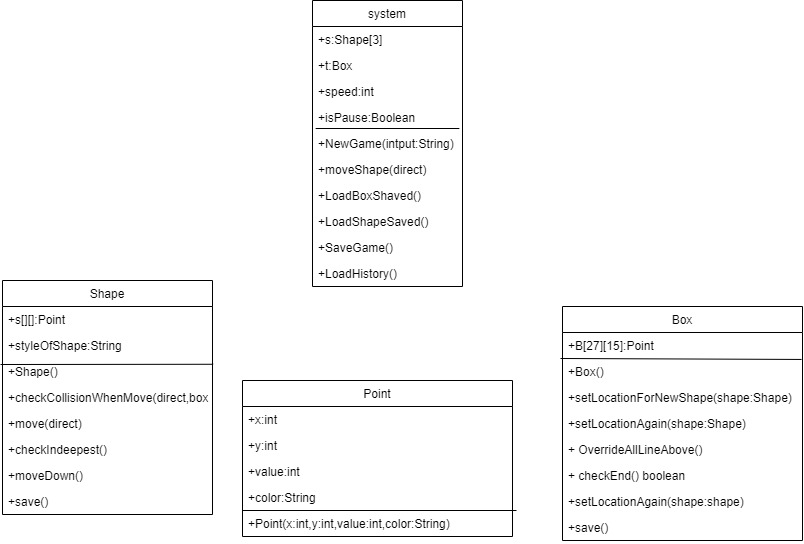 system
+s:Shape[3]
+t:Box
+speed:int
+isPause:Boolean
+NewGame(intput:String)
+moveShape(direct)
+LoadBoxShaved()
+LoadShapeSaved()
+SaveGame()
+LoadHistory()
Shape
+s[][]:Point
+styleOfShape:String
+Shape()
+checkCollisionWhenMove(direct,box
+move(direct)
+checkIndeepest()
+moveDown()
+save()
Point
+x:int
+y:int
+value:int
+color:String
+Point(x:int,y:int,value:int,color:String)
Box
+B[27][15]:Point
+Box()
+setLocationForNewShape(shape:Shape)
+setLocationAgain(shape:Shape)
+ OverrideAllLineAbove()
+ checkEnd() boolean
+setLocationAgain(shape:shape)
+save()